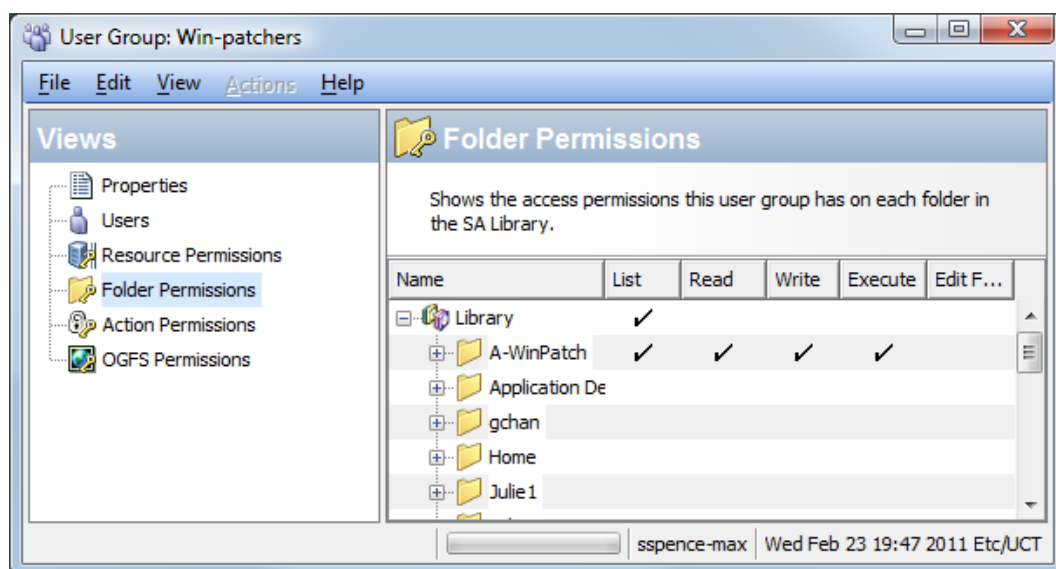 User Group: Win-patchers
File Edit View Actions Help
Views
Properties
Users
Resource Permissions
Folder Permissions
Action Permissions
OGFS Permissions
Folder Permissions
Shows the access permissions this user group has on each folder in
the SA Library.
Name List Read Write Execute Edit F...
Library ✓
A-WinPatch ✓ ✓ ✓ ✓
Application De
gchan
Home
Julie1
sspence-max Wed Feb 23 19:47 2011 Etc/UCT